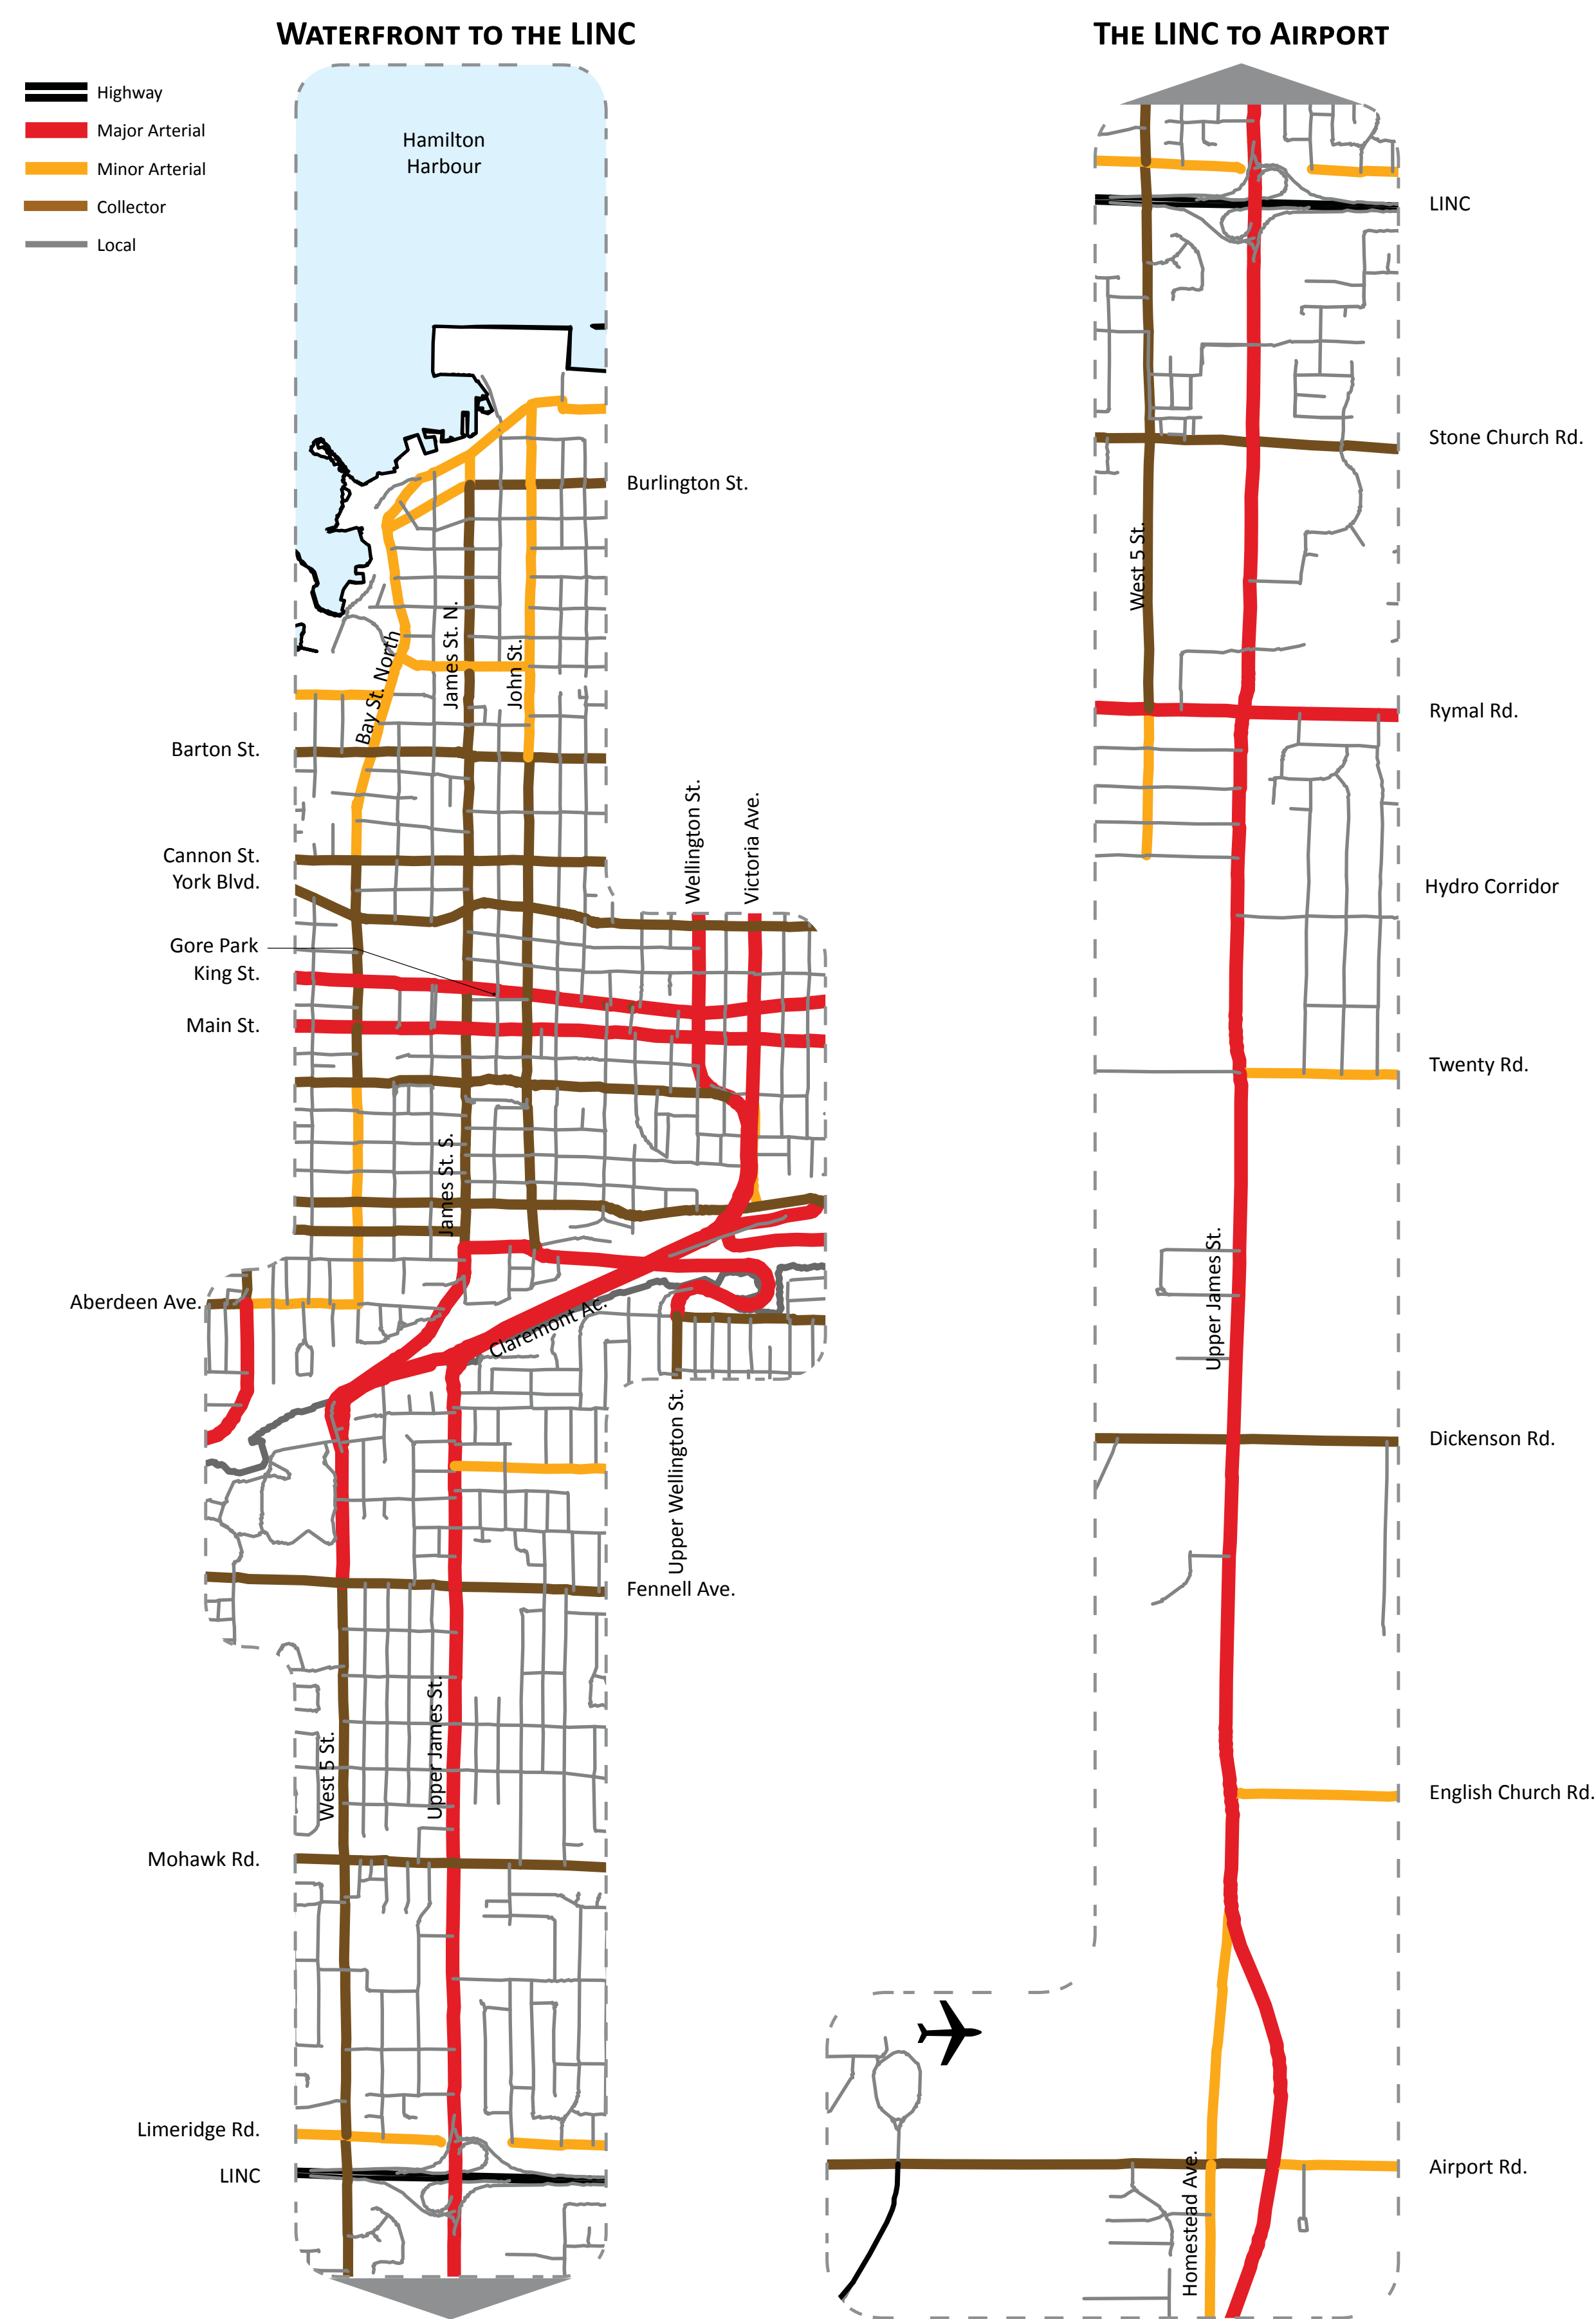 WATERFRONT TO THE LINC
Highway
Major Arterial
Minor Arterial
Collector
Local
Hamilton
Harbour
Burlington St.
James St. N.
John St.
Bay St. North
Barton St.
Wellington St.
Victoria Ave.
Cannon St.
York Blvd.
Gore Park
King St.
Main St.
James St. S.
Aberdeen Ave.
Claremont Ac.
Upper Wellington St.
Fennell Ave.
West 5 St.
Upper James St.
Mohawk Rd.
Limeridge Rd.
LINC
THE LINC TO AIRPORT
LINC
Stone Church Rd.
West 5 St.
Rymal Rd.
Hydro Corridor
Twenty Rd.
Upper James St.
Dickenson Rd.
English Church Rd.
Airport Rd.
Homestead Ave.